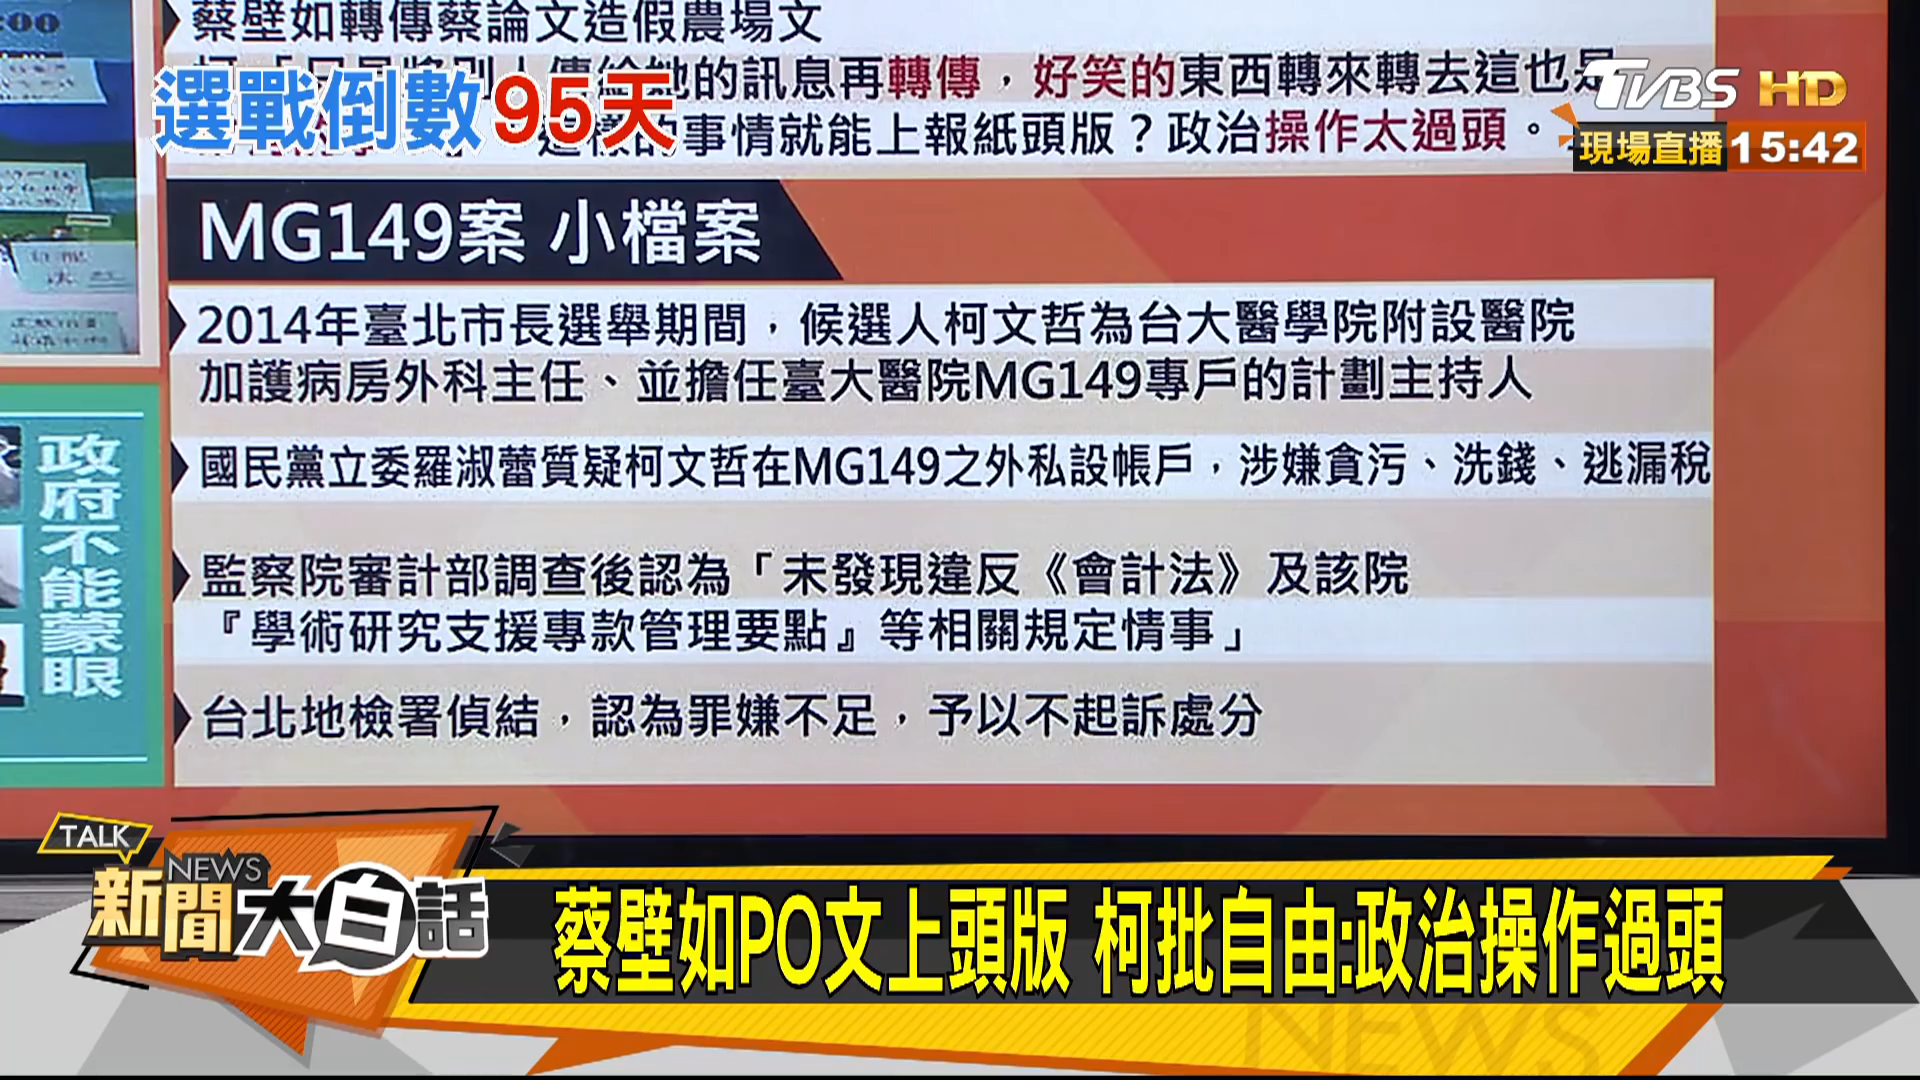 蔡壁如轉傳蔡論文造假農場文
傳給她的訊息再轉傳，好笑的東西轉來轉去這也是
的事情就能上報紙頭版？政治操作太過頭。
選戰倒數95天
TVBS HD
現場直播 15:42
MG149案 小檔案
2014年臺北市長選舉期間，候選人柯文哲為台大醫學院附設醫院
加護病房外科主任、並擔任臺大醫院MG149專戶的計劃主持人
國民黨立委羅淑蕾質疑柯文哲在MG149之外私設帳戶，涉嫌貪污、洗錢、逃漏稅
監察院審計部調查後認為「未發現違反《會計法》及該院
『學術研究支援專款管理要點』等相關規定情事」
台北地檢署偵結，認為罪嫌不足，予以不起訴處分
政府不能蒙眼
TALK
NEWS
新聞大白話
蔡壁如PO文上頭版 柯批自由:政治操作過頭
NEWS